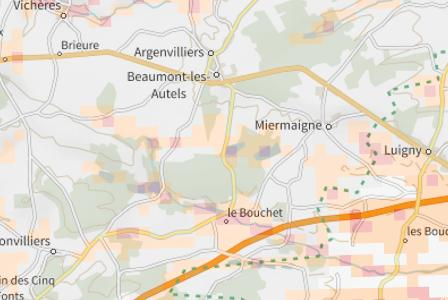 Vichères
Brieure
Argenvilliers
Beaumont-les-
Autels
Miermaigne
Luigny
le Bouchet
les Bouc
onvilliers
in des Cinq
onts